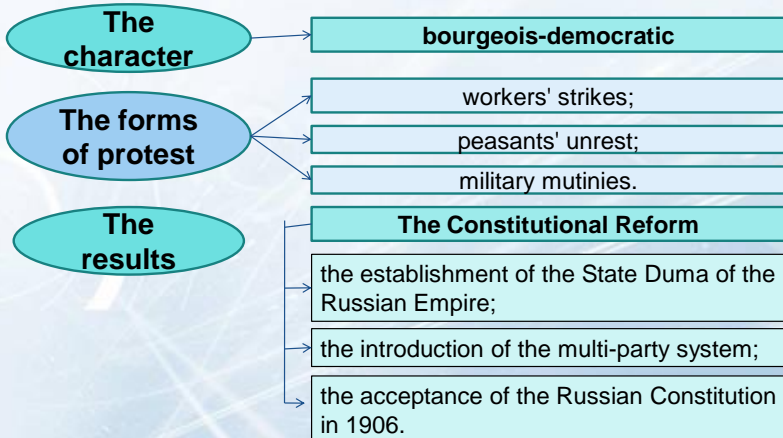 The
character
bourgeois-democratic
The forms
of protest
workers' strikes;
peasants' unrest;
military mutinies.
The
results
The Constitutional Reform
the establishment of the State Duma of the
Russian Empire;
the introduction of the multi-party system;
the acceptance of the Russian Constitution
in 1906.